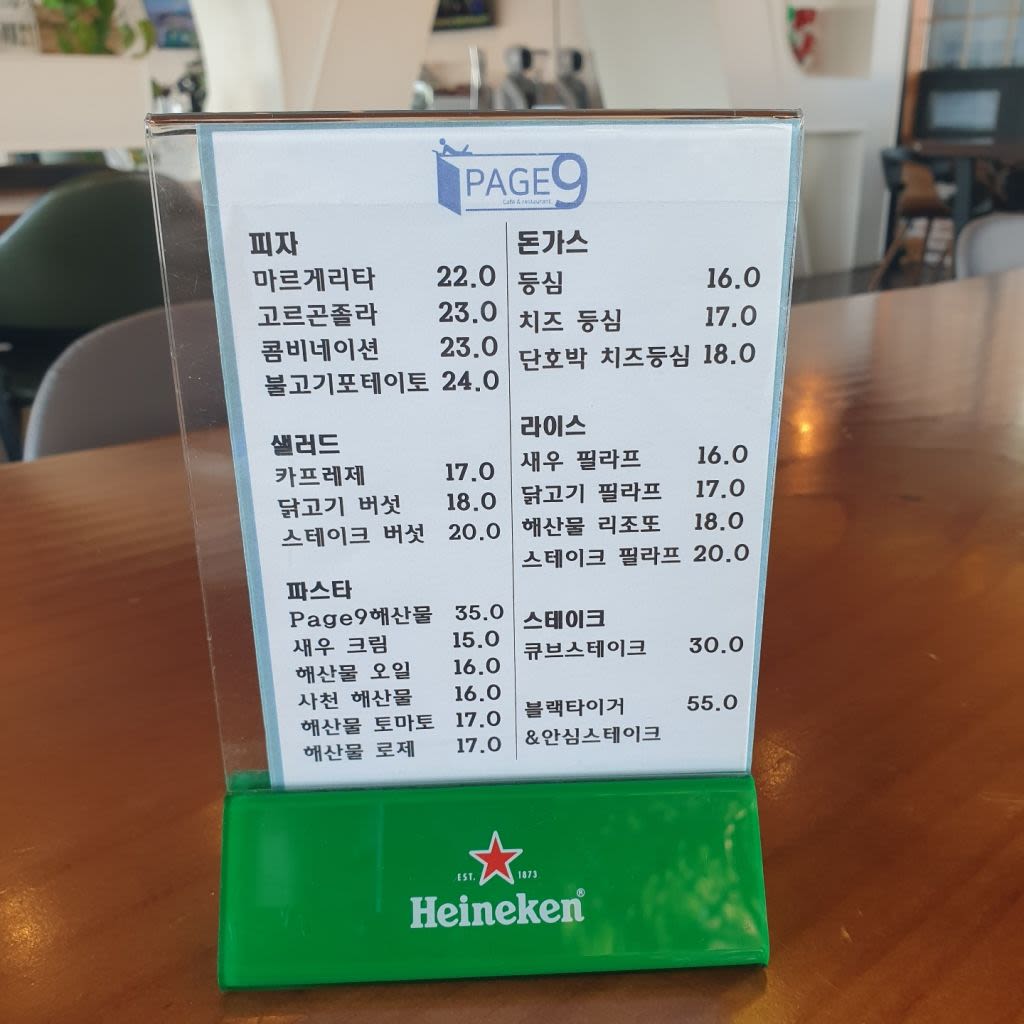 PAGE9
Cafe & restaurant
피자
마르게리타 22.0
고르곤졸라 23.0
콤비네이션 23.0
불고기포테이토 24.0
샐러드
카프레제 17.0
닭고기 버섯 18.0
스테이크 버섯 20.0
파스타
Page9해산물 35.0
새우 크림 15.0
해산물 오일 16.0
사천 해산물 16.0
해산물 토마토 17.0
해산물 로제 17.0
돈가스
등심 16.0
치즈 등심 17.0
단호박 치즈등심 18.0
라이스
새우 필라프 16.0
닭고기 필라프 17.0
해산물 리조또 18.0
스테이크 필라프 20.0
스테이크
큐브스테이크 30.0
블랙타이거 55.0
&안심스테이크
EST. 1873
Heineken®